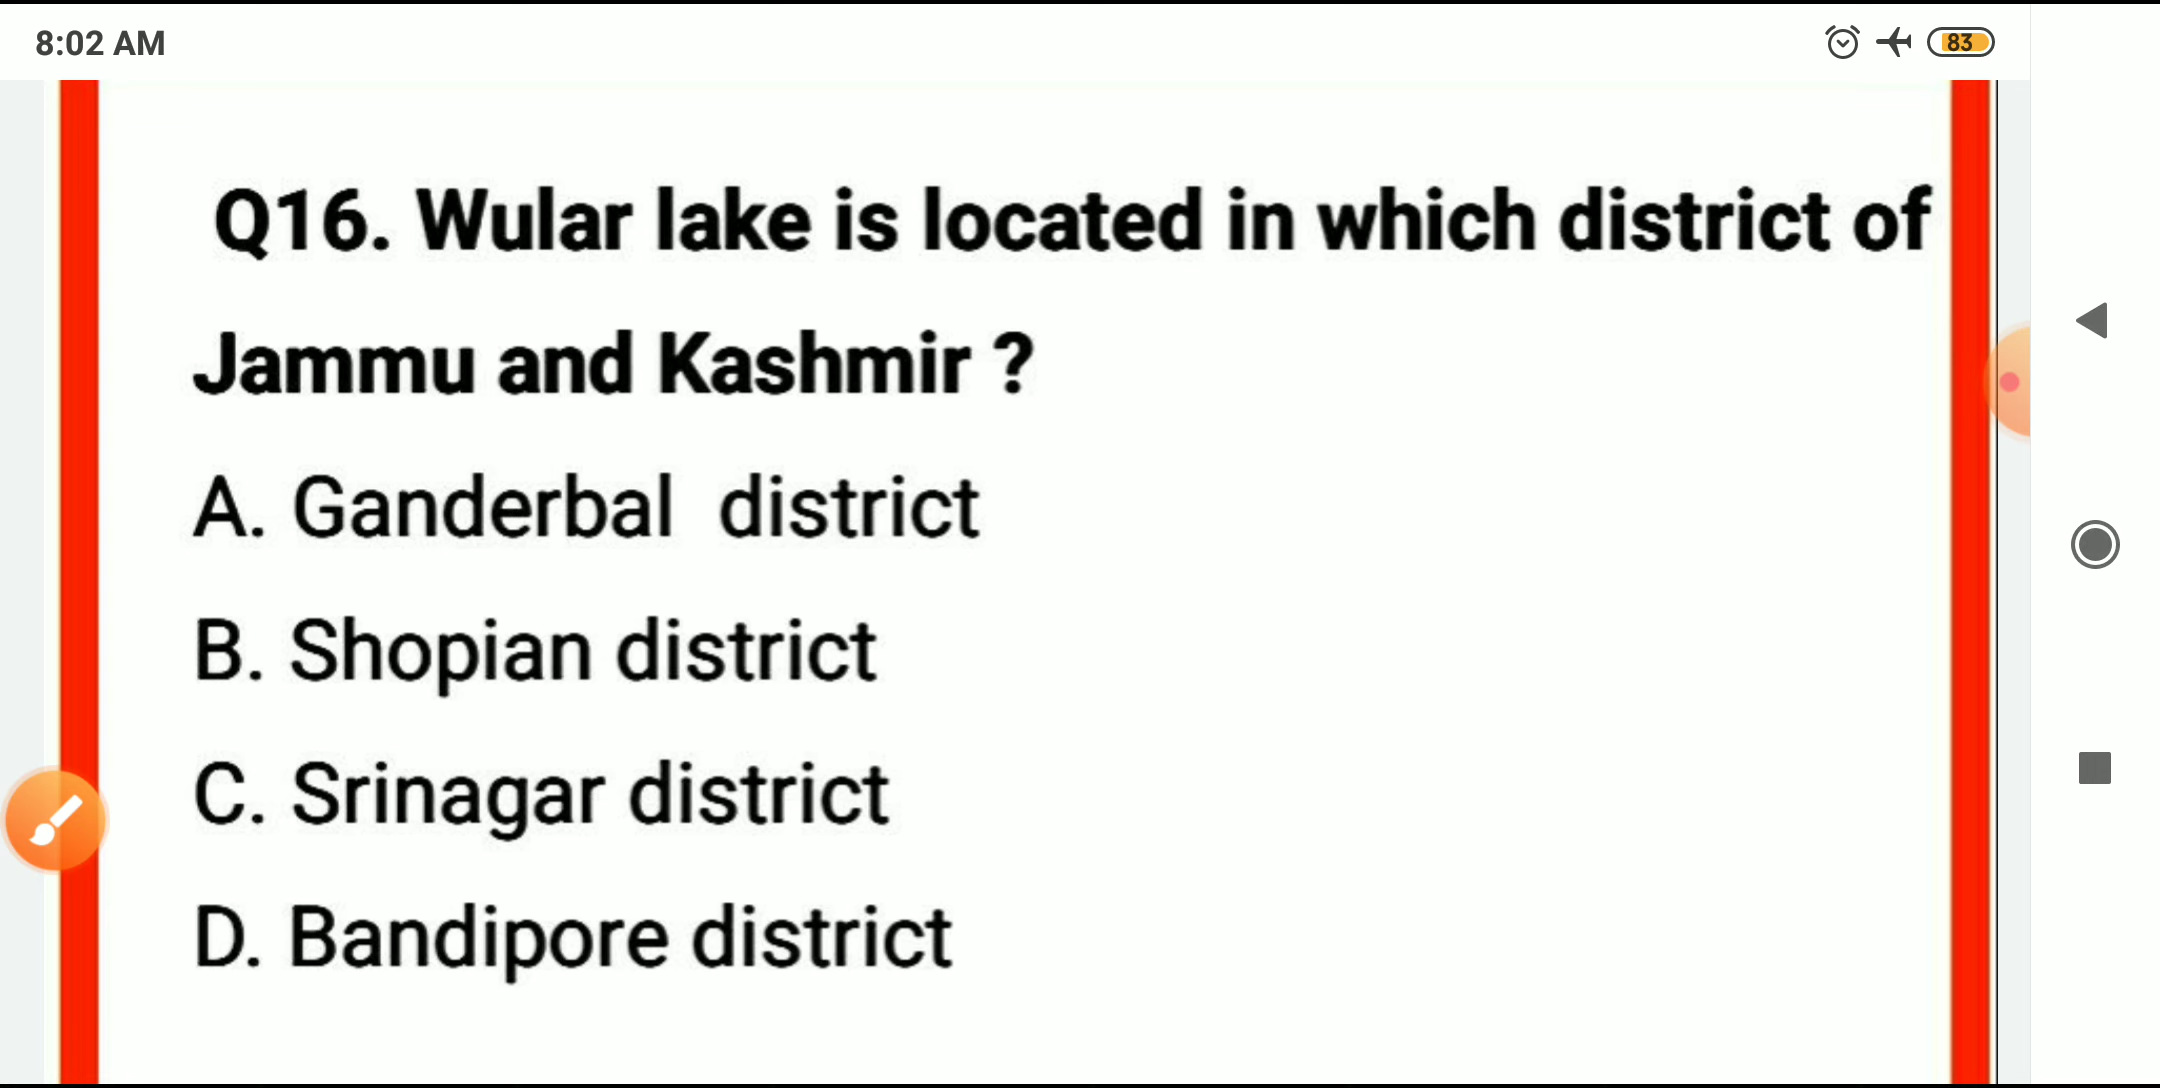 8:02 AM
83
Q16. Wular lake is located in which district of
Jammu and Kashmir ?
A. Ganderbal district
B. Shopian district
C. Srinagar district
D. Bandipore district